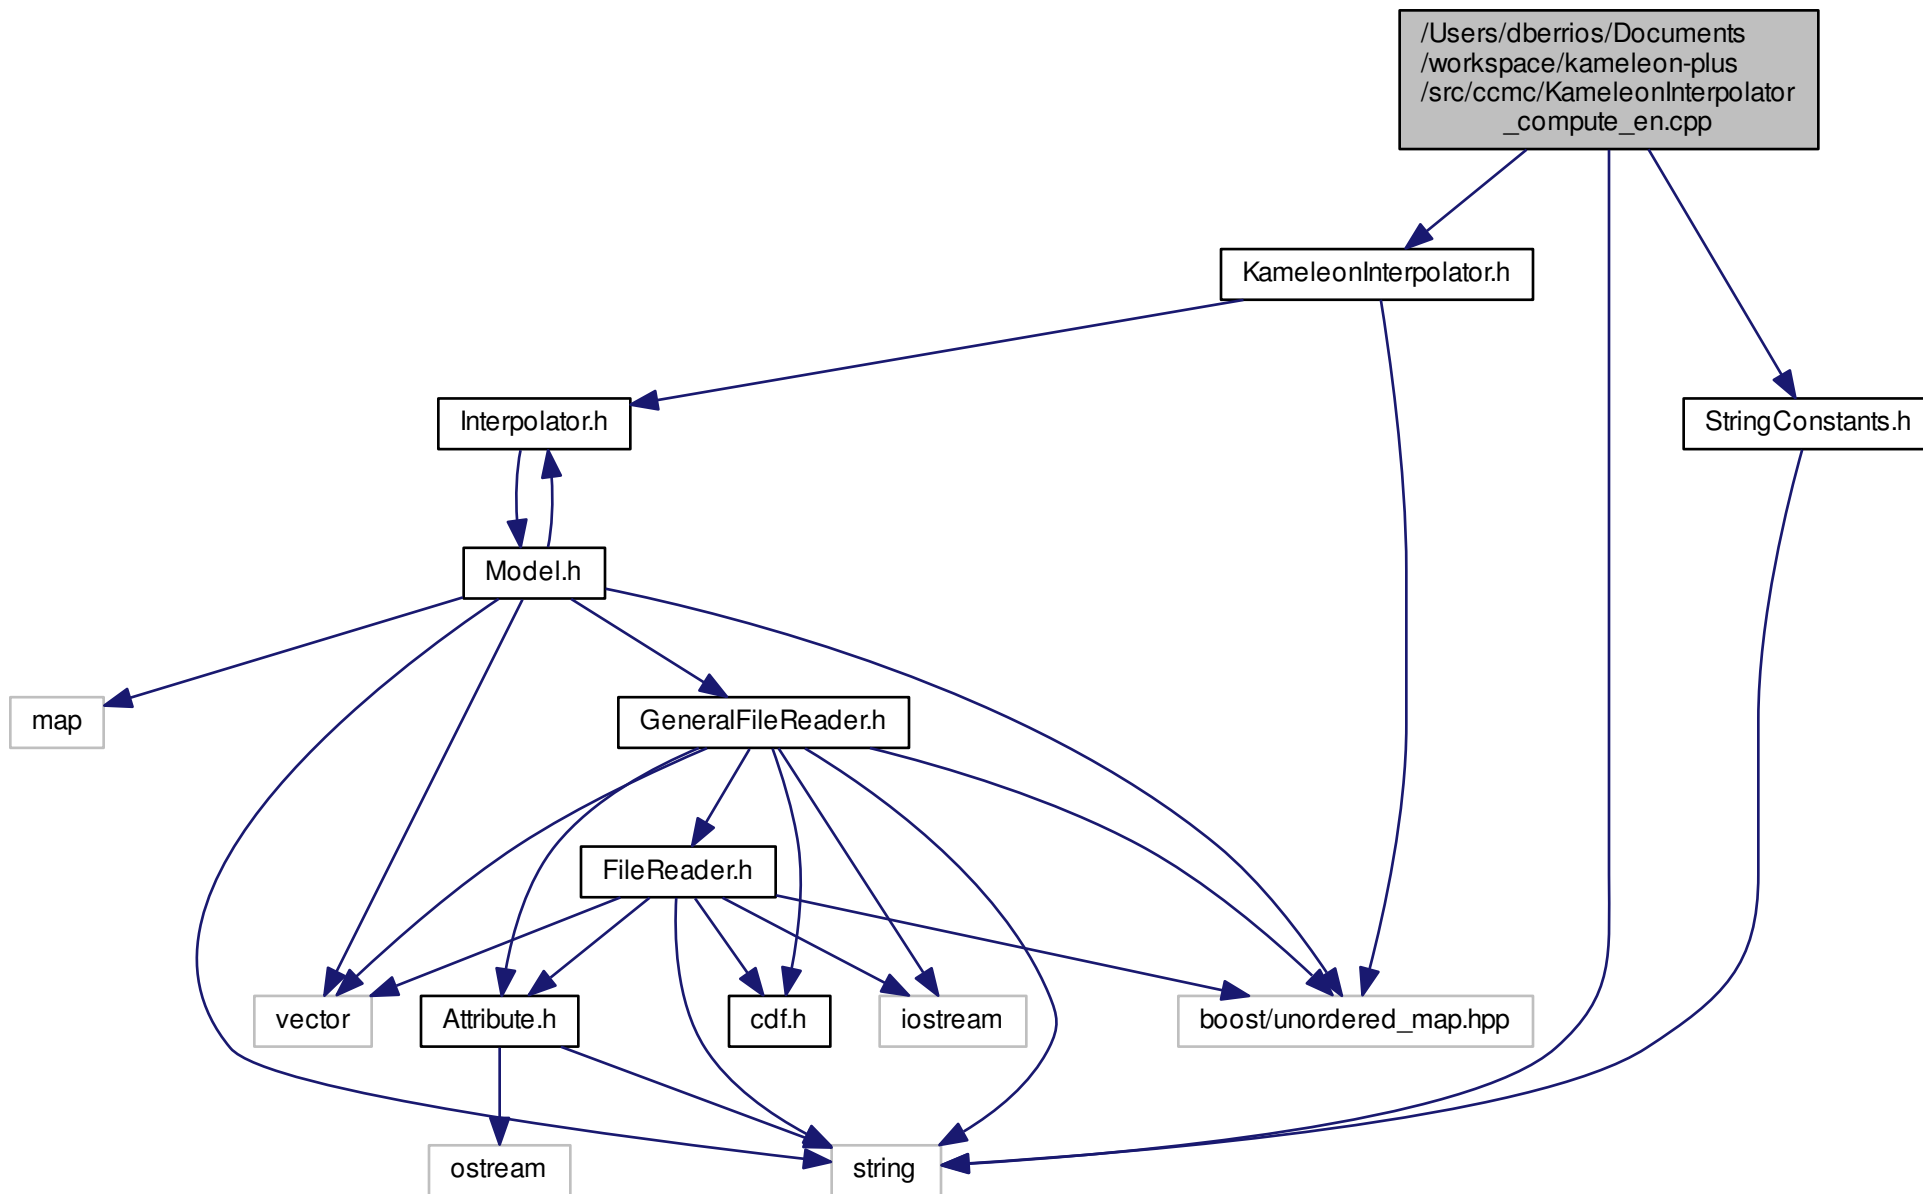 /Users/dberrios/Documents
/workspace/kameleon-plus
/src/ccmc/KameleonInterpolator
_compute_en.cpp
KameleonInterpolator.h
Interpolator.h
StringConstants.h
Model.h
map
GeneralFileReader.h
FileReader.h
vector
Attribute.h
cdf.h
iostream
boost/unordered_map.hpp
ostream
string